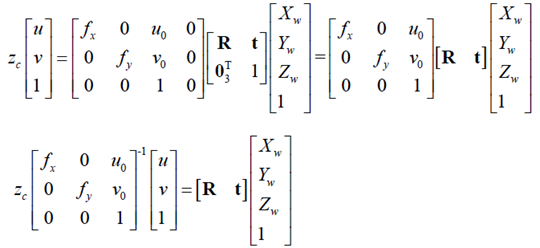 z_c [u; v; 1] = [f_x 0 u_0 0; 0 f_y v_0 0; 0 0 1 0] [R t; 0_3^T 1] [X_w; Y_w; Z_w; 1] = [f_x 0 u_0; 0 f_y v_0; 0 0 1] [R t] [X_w; Y_w; Z_w; 1]
z_c [f_x 0 u_0; 0 f_y v_0; 0 0 1]^-1 [u; v; 1] = [R t] [X_w; Y_w; Z_w; 1]